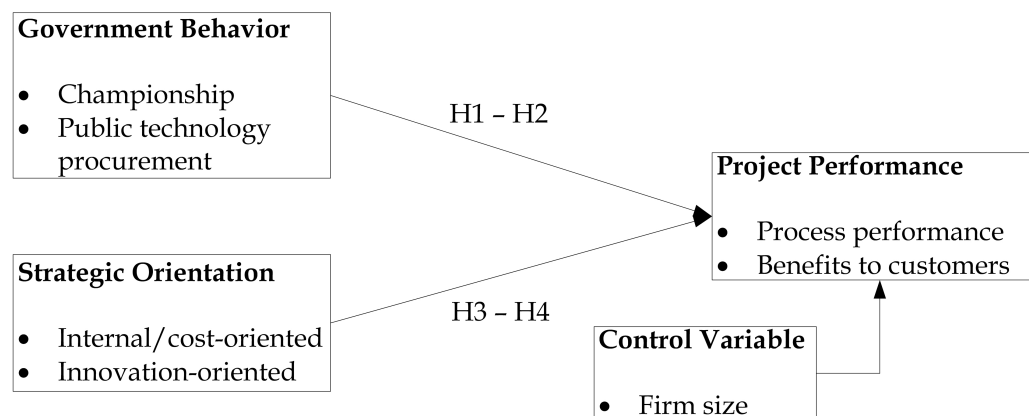 Government Behavior
• Championship
• Public technology
procurement
H1 – H2
Project Performance
• Process performance
• Benefits to customers
Strategic Orientation
• Internal/cost-oriented
• Innovation-oriented
H3 – H4
Control Variable
• Firm size